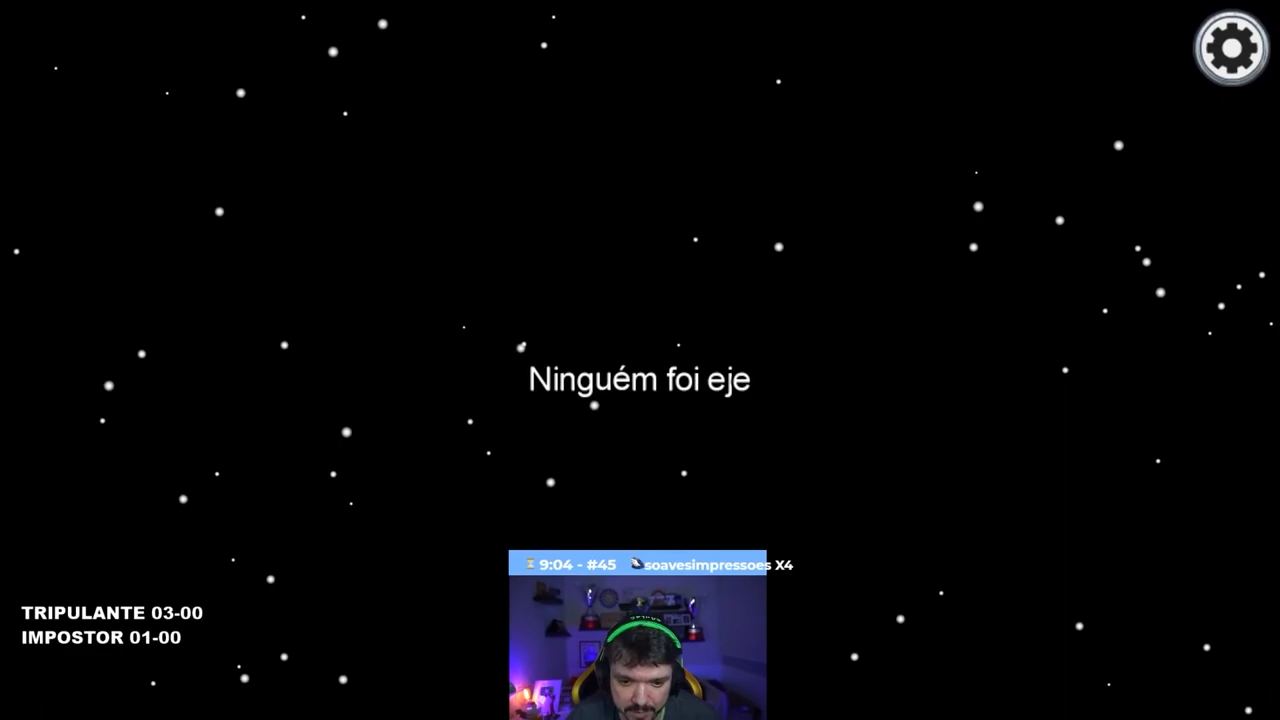 Ninguém foi eje
9:04 - #45 soavesimpressoes X4
TRIPULANTE 03-00
IMPOSTOR 01-00